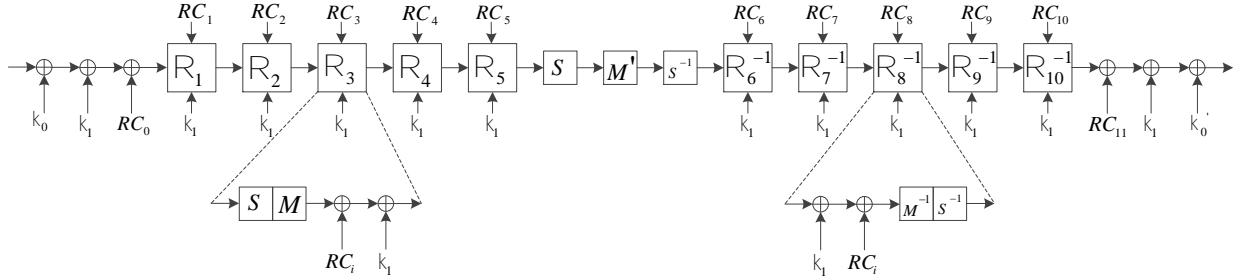 RC₁ RC₂ RC₃ RC₄ RC₅ RC₆ RC₇ RC₈ RC₉ RC₁₀
R₁ R₂ R₃ R₄ R₅ S M' S⁻¹ R₆⁻¹ R₇⁻¹ R₈⁻¹ R₉⁻¹ R₁₀⁻¹
k₀ k₁ RC₀ k₁ k₁ k₁ k₁ k₁ k₁ k₁ k₁ k₁ k₁ RC₁₁ k₁ k₀'
S M M⁻¹ S⁻¹
RCᵢ k₁ k₁ RCᵢ